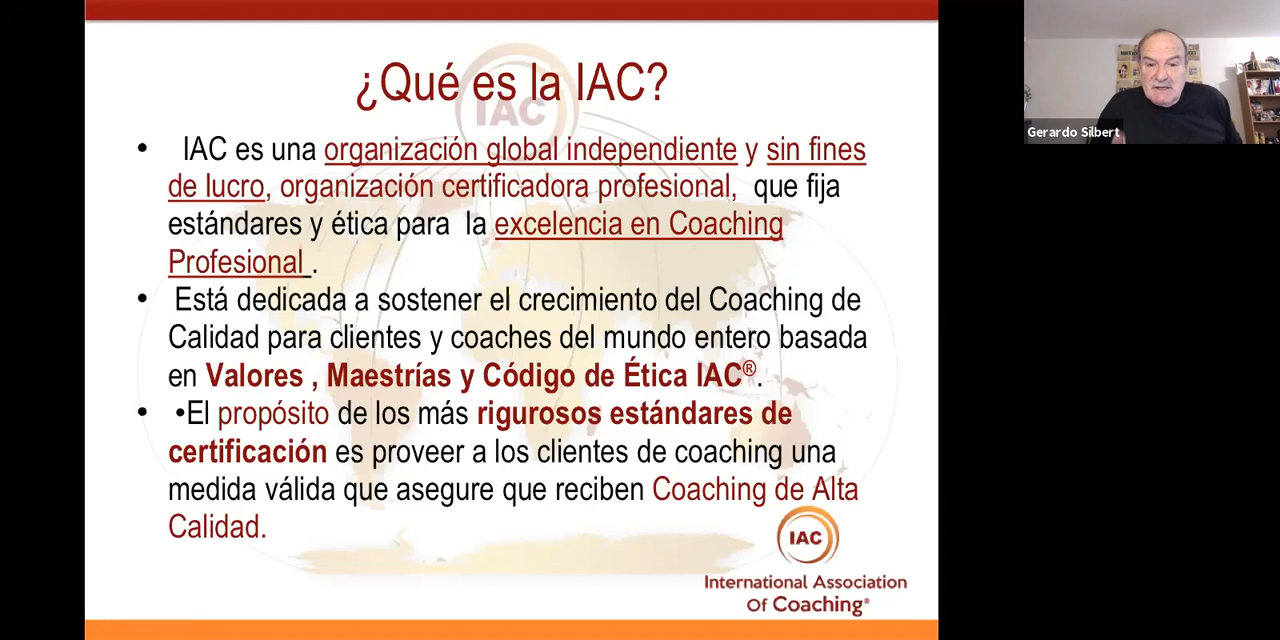 ¿Qué es la IAC?
IAC
• IAC es una organización global independiente y sin fines
de lucro, organización certificadora profesional, que fija
estándares y ética para la excelencia en Coaching
Profesional .
• Está dedicada a sostener el crecimiento del Coaching de
Calidad para clientes y coaches del mundo entero basada
en Valores , Maestrías y Código de Ética IAC®.
• •El propósito de los más rigurosos estándares de
certificación es proveer a los clientes de coaching una
medida válida que asegure que reciben Coaching de Alta
Calidad.
IAC
International Association
Of Coaching®
Gerardo Silbert